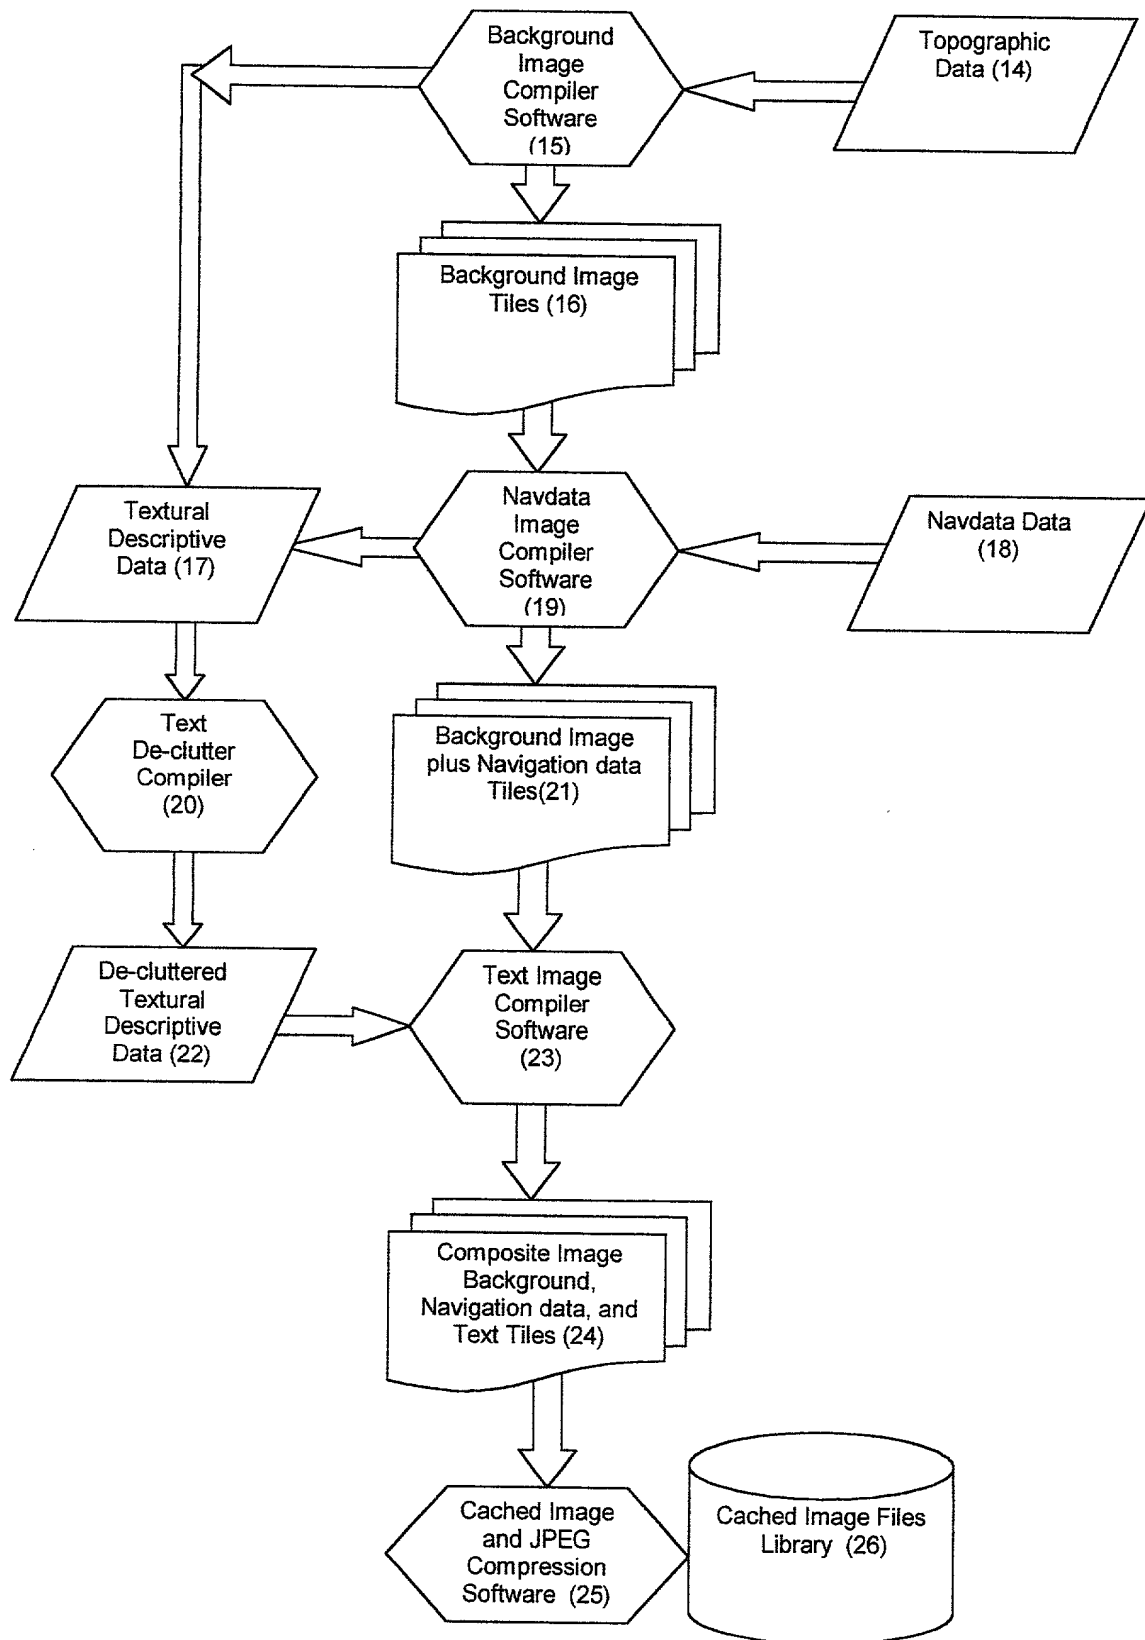 Background
Image
Compiler
Software
(15)
Topographic
Data (14)
Background Image
Tiles (16)
Textural
Descriptive
Data (17)
Navdata
Image
Compiler
Software
(19)
Navdata Data
(18)
Text
De-clutter
Compiler
(20)
Background Image
plus Navigation data
Tiles(21)
De-cluttered
Textural
Descriptive
Data (22)
Text Image
Compiler
Software
(23)
Composite Image
Background,
Navigation data, and
Text Tiles (24)
Cached Image
and JPEG
Compression
Software (25)
Cached Image Files
Library (26)